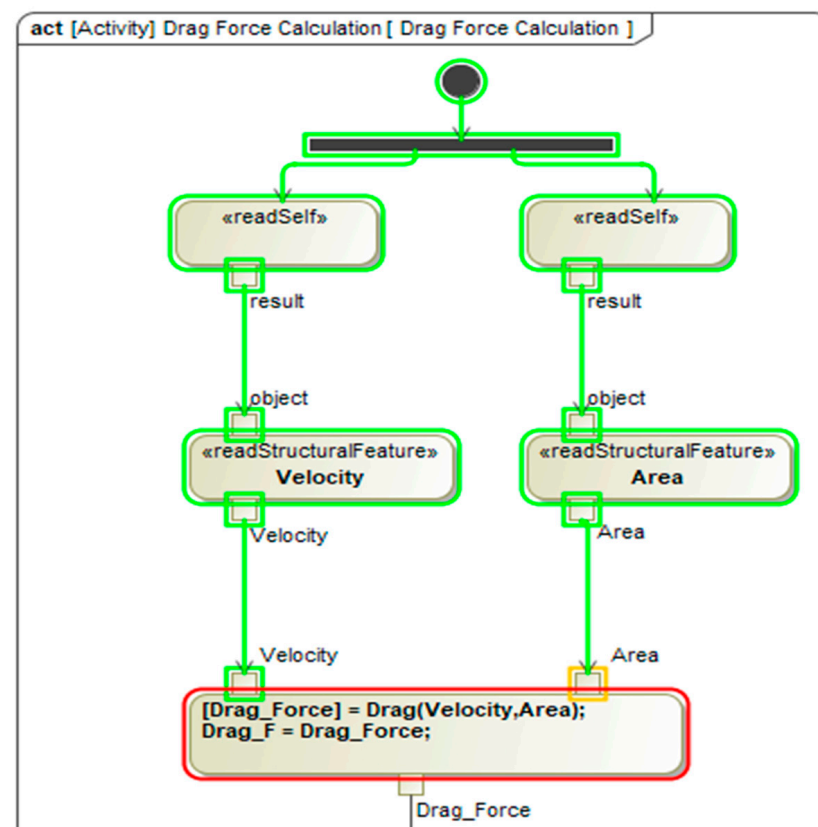 act [Activity] Drag Force Calculation [ Drag Force Calculation ]
«readSelf»
«readSelf»
result
result
object
object
«readStructuralFeature»
Velocity
«readStructuralFeature»
Area
Velocity
Area
Velocity
Area
[Drag_Force] = Drag(Velocity,Area);
Drag_F = Drag_Force;
Drag_Force